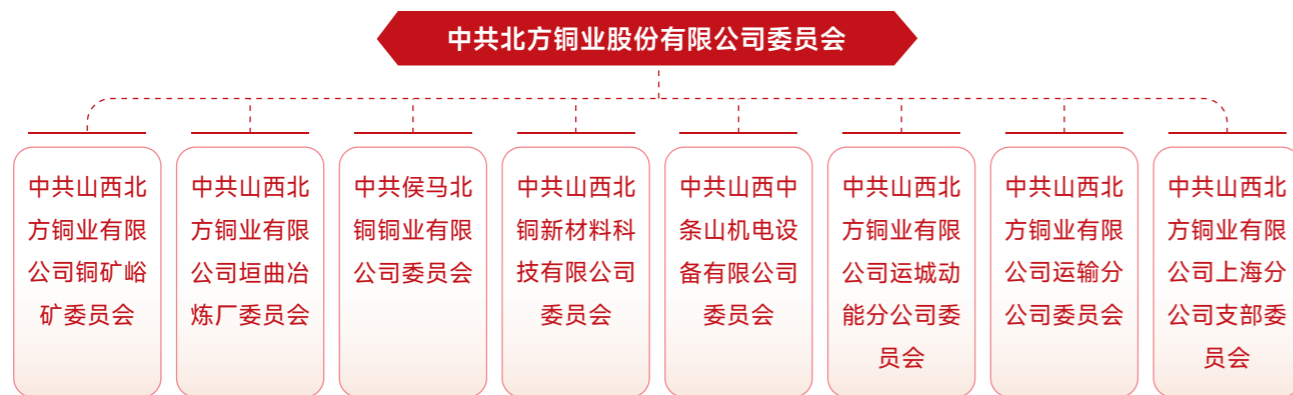 中共北方铜业股份有限公司委员会
中共山西北
方铜业有限
公司铜矿峪
矿委员会
中共山西北
方铜业有限
公司垣曲冶
炼厂委员会
中共侯马北
铜铜业有限
公司委员会
中共山西北
铜新材料科
技有限公司
委员会
中共山西中
条山机电设
备有限公司
委员会
中共山西北
方铜业有限
公司运城动
能分公司委
员会
中共山西北
方铜业有限
公司运输分
公司委员会
中共山西北
方铜业有限
公司上海分
公司支部委
员会